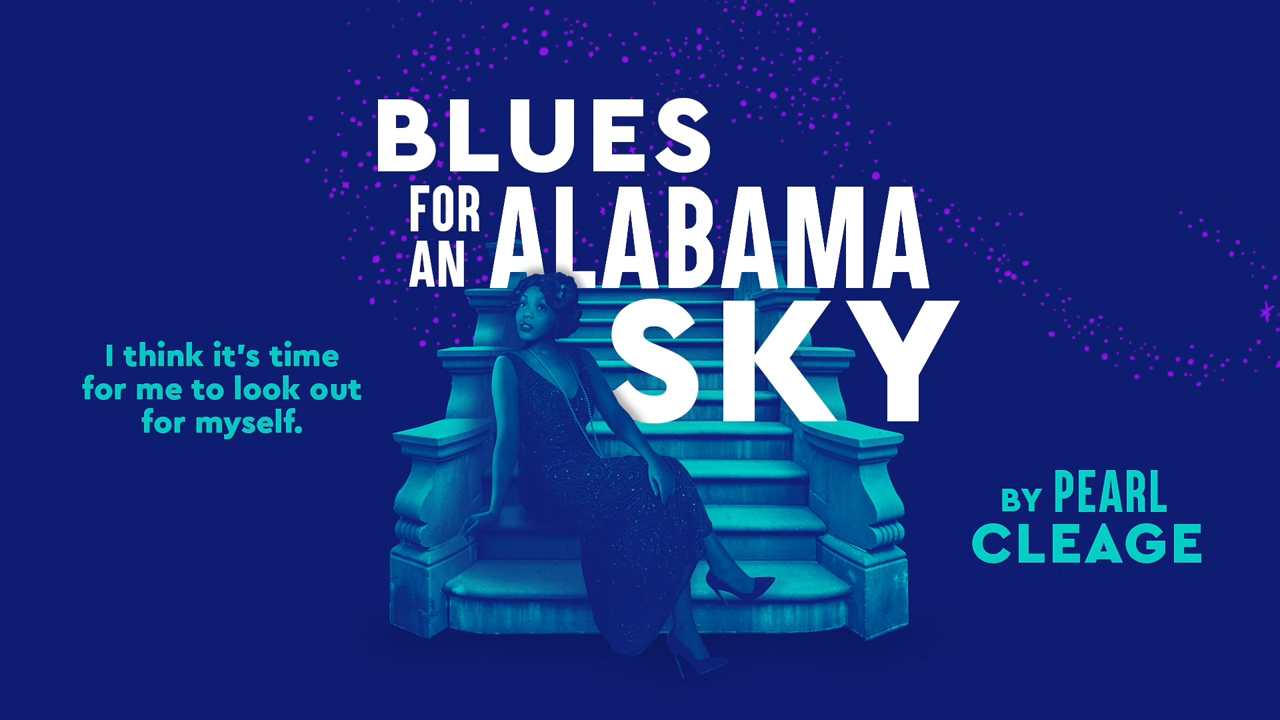 BLUES
FOR
AN ALABAMA
SKY
I think it's time
for me to look out
for myself.
BY PEARL
CLEAGE